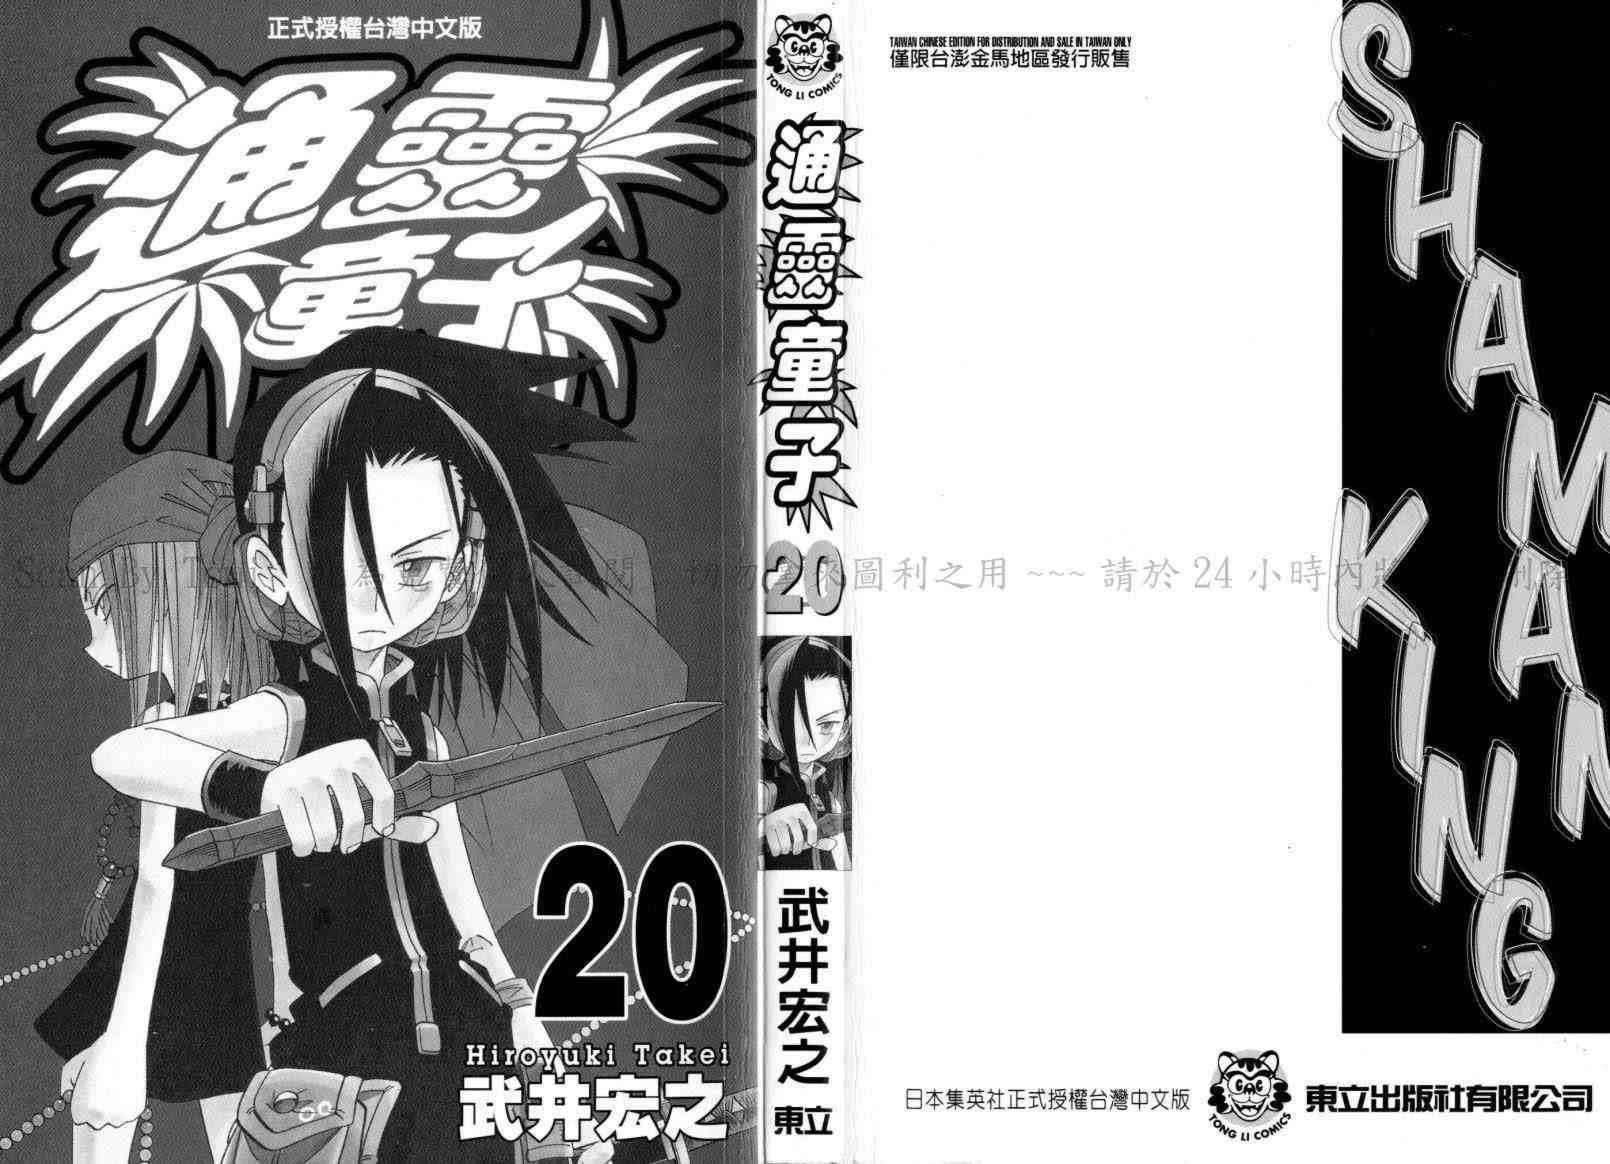 正式授權台灣中文版
通靈
童子
20
Hiroyuki Takei
武井宏之
TONG LI COMICS
通靈童子
20
武井宏之
東立
TAIWAN CHINESE EDITION FOR DISTRIBUTION AND SALE IN TAIWAN ONLY
僅限台澎金馬地區發行販售
SHAMAN
KING
圖利之用 ~~~ 請於 24 小時內
日本集英社正式授權台灣中文版
TONG LI COMICS
東立出版社有限公司